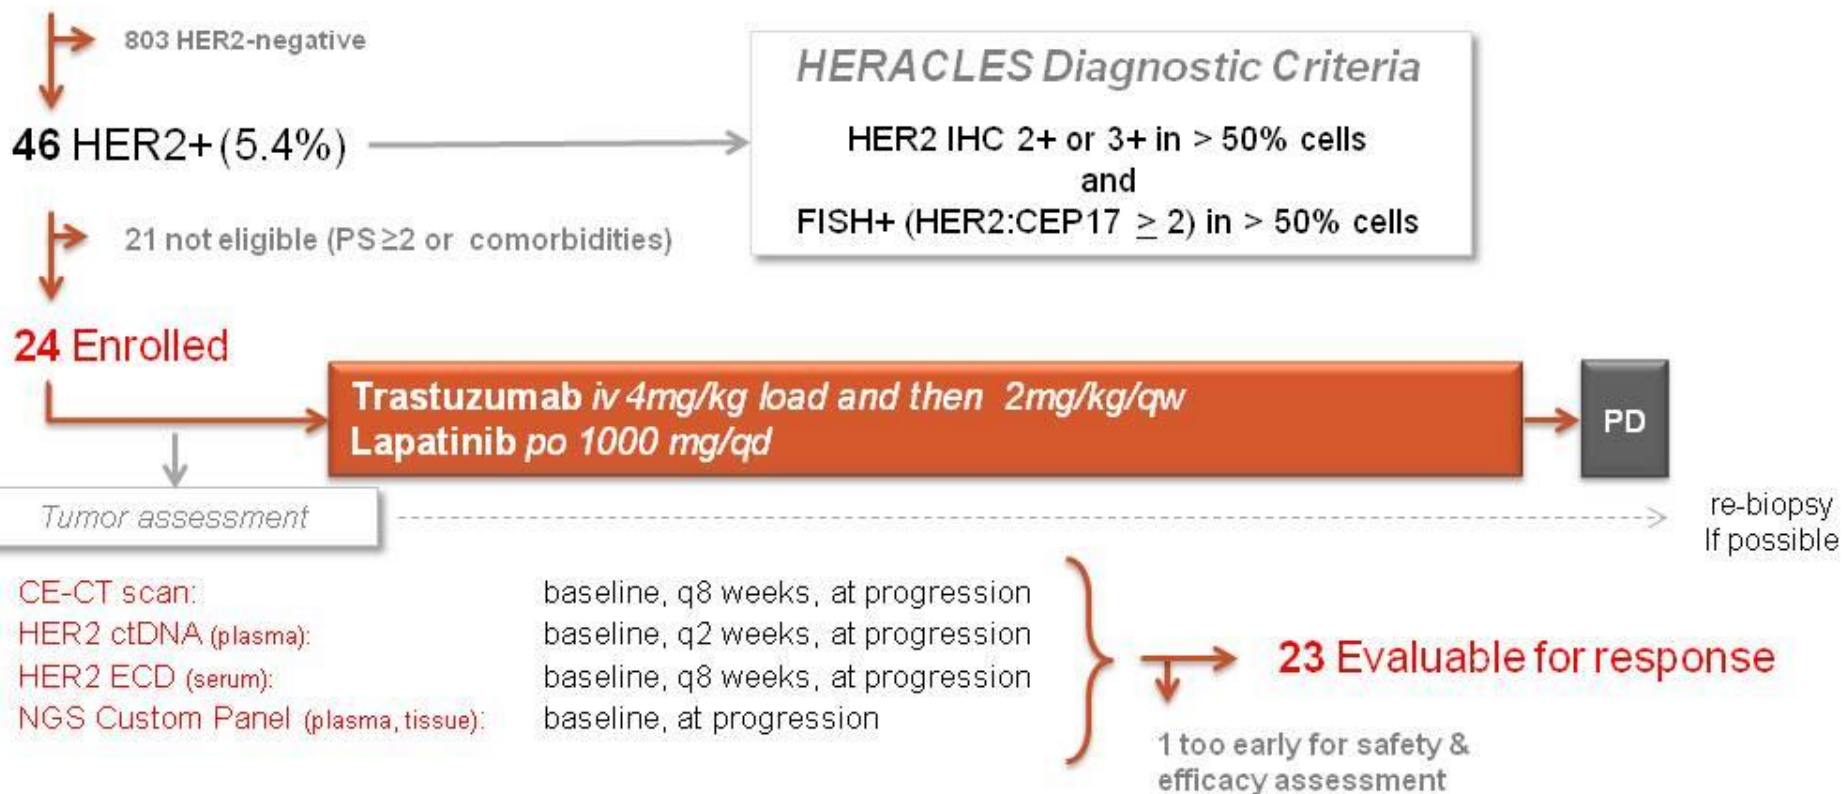 803 HER2-negative
HERACLES Diagnostic Criteria
46 HER2+ (5.4%)
HER2 IHC 2+ or 3+ in > 50% cells
and
FISH+ (HER2:CEP17 ≥ 2) in > 50% cells
21 not eligible (PS≥2 or comorbidities)
24 Enrolled
Trastuzumab iv 4mg/kg load and then 2mg/kg/qw
Lapatinib po 1000 mg/qd
PD
Tumor assessment
re-biopsy
If possible
CE-CT scan: baseline, q8 weeks, at progression
HER2 ctDNA (plasma): baseline, q2 weeks, at progression
HER2 ECD (serum): baseline, q8 weeks, at progression
NGS Custom Panel (plasma, tissue): baseline, at progression
23 Evaluable for response
1 too early for safety &
efficacy assessment